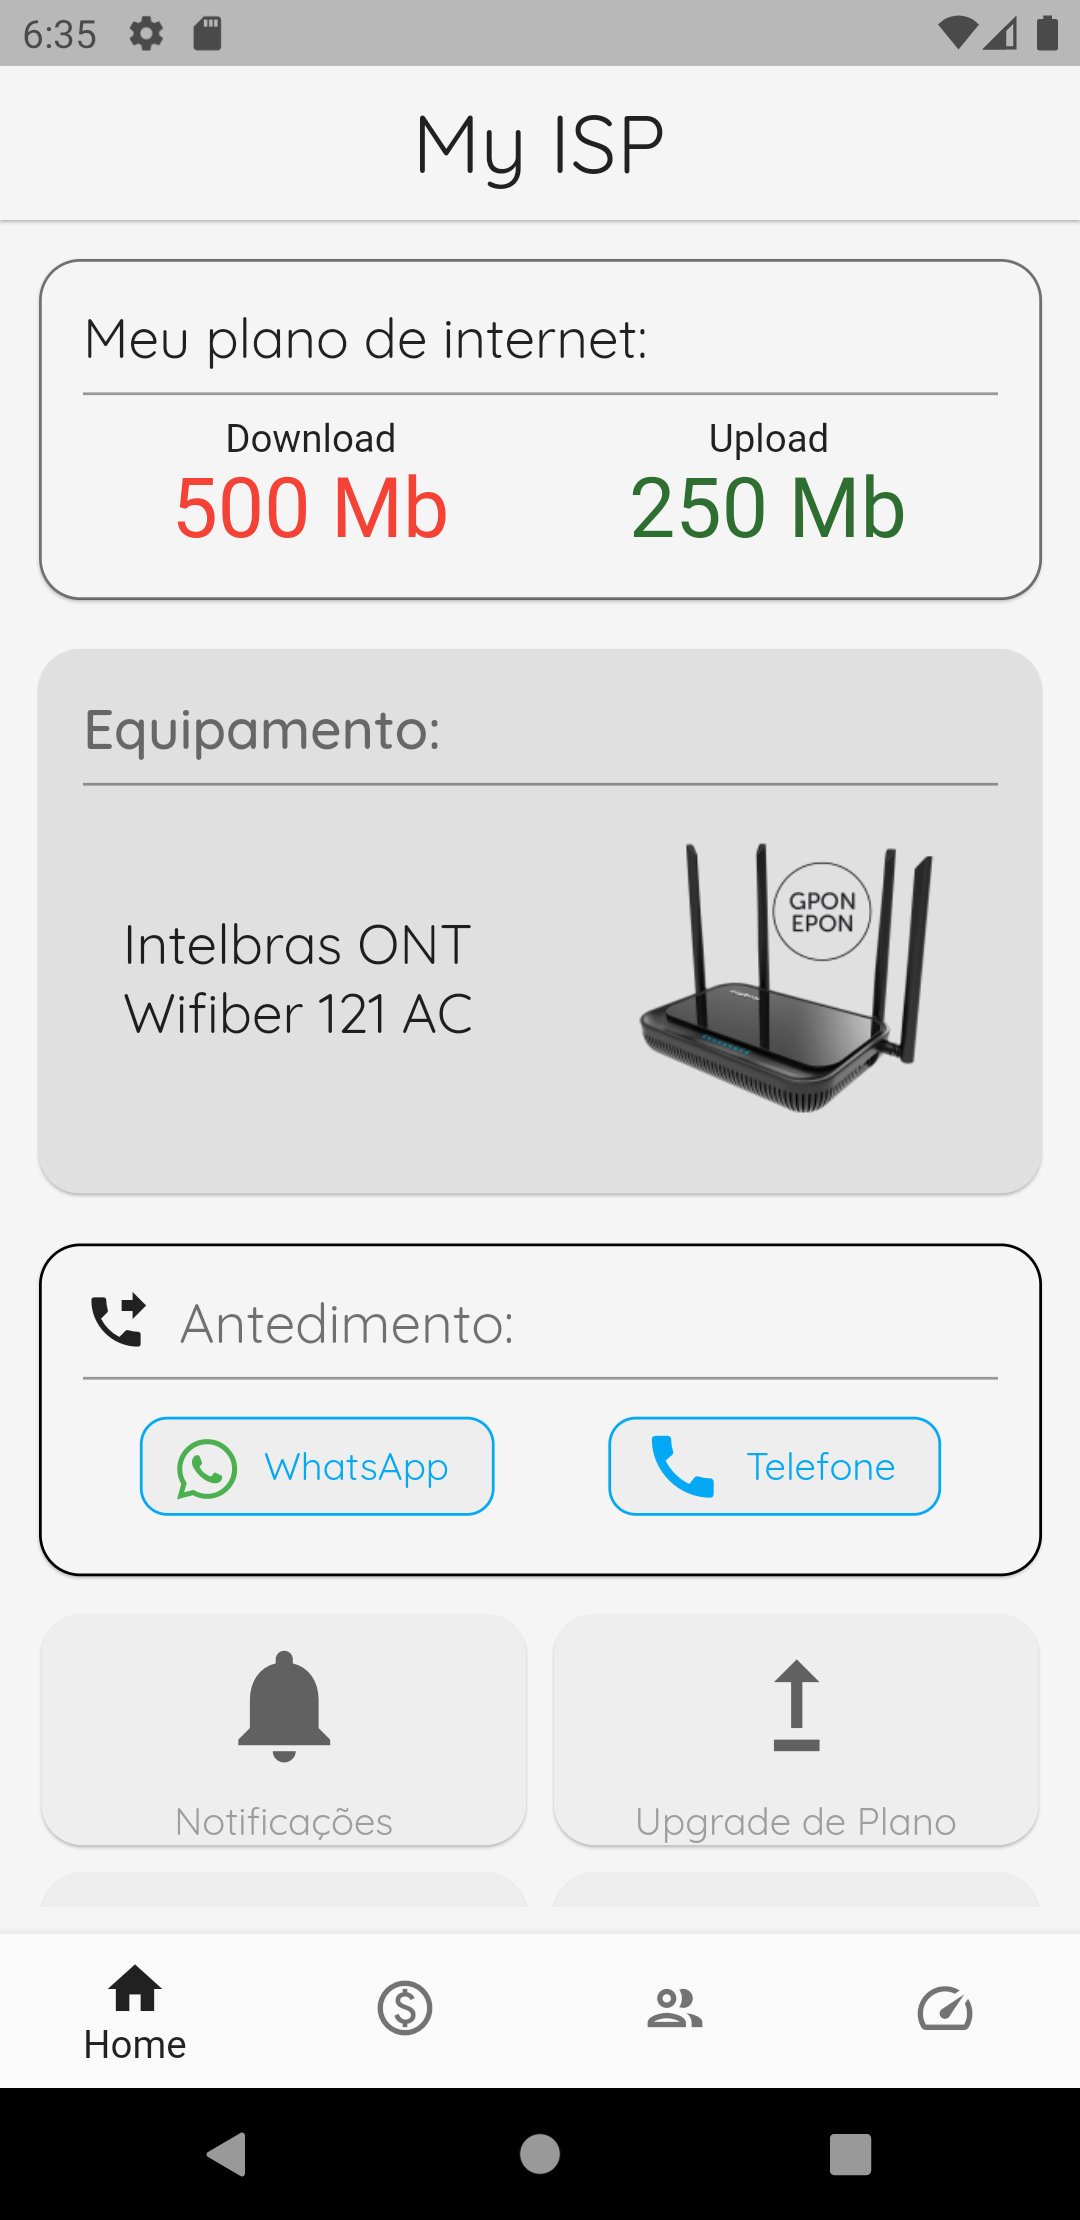 6:35
My ISP
Meu plano de internet:
Download
Upload
500 Mb
250 Mb
Equipamento:
GPON
EPON
Intelbras ONT
Wifiber 121 AC
Antedimento:
WhatsApp
Telefone
Notificações
Upgrade de Plano
Home